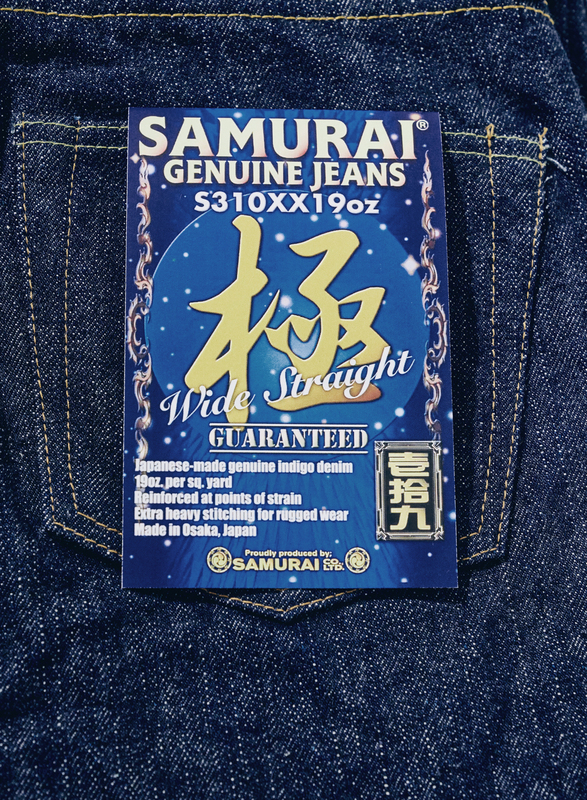 SAMURAI®
GENUINE JEANS
S310XX19oz
極
Wide Straight
GUARANTEED
Japanese-made genuine indigo denim
19oz. per sq. yard
Reinforced at points of strain
Extra heavy stitching for rugged wear
Made in Osaka, Japan
壱拾九
Proudly produced by;
SAMURAI CO. LTD.